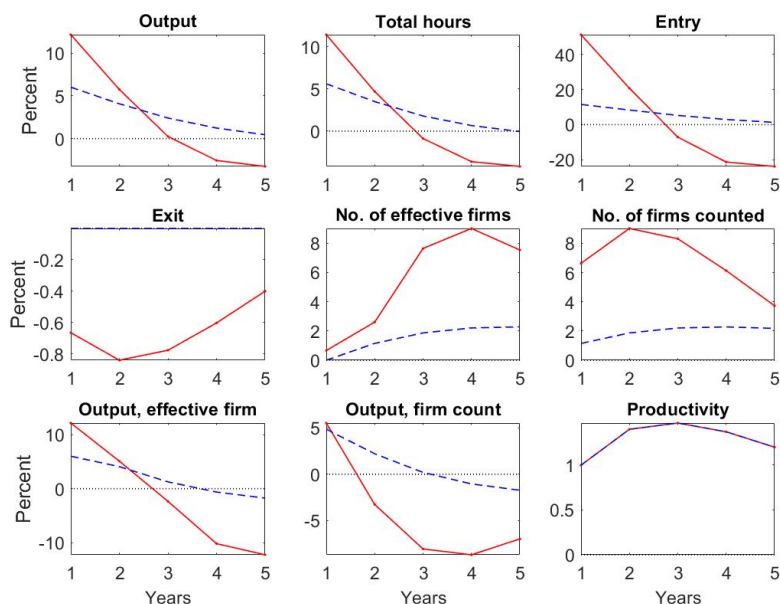 Output
Total hours
Entry
Percent
10
5
0
1 2 3 4 5
10
5
0
1 2 3 4 5
40
20
0
-20
1 2 3 4 5
Exit
No. of effective firms
No. of firms counted
Percent
-0.2
-0.4
-0.6
-0.8
1 2 3 4 5
8
6
4
2
0
1 2 3 4 5
8
6
4
2
0
1 2 3 4 5
Output, effective firm
Output, firm count
Productivity
Percent
10
0
-10
1 2 3 4 5
Years
5
0
-5
1 2 3 4 5
Years
1
0.5
0
1 2 3 4 5
Years